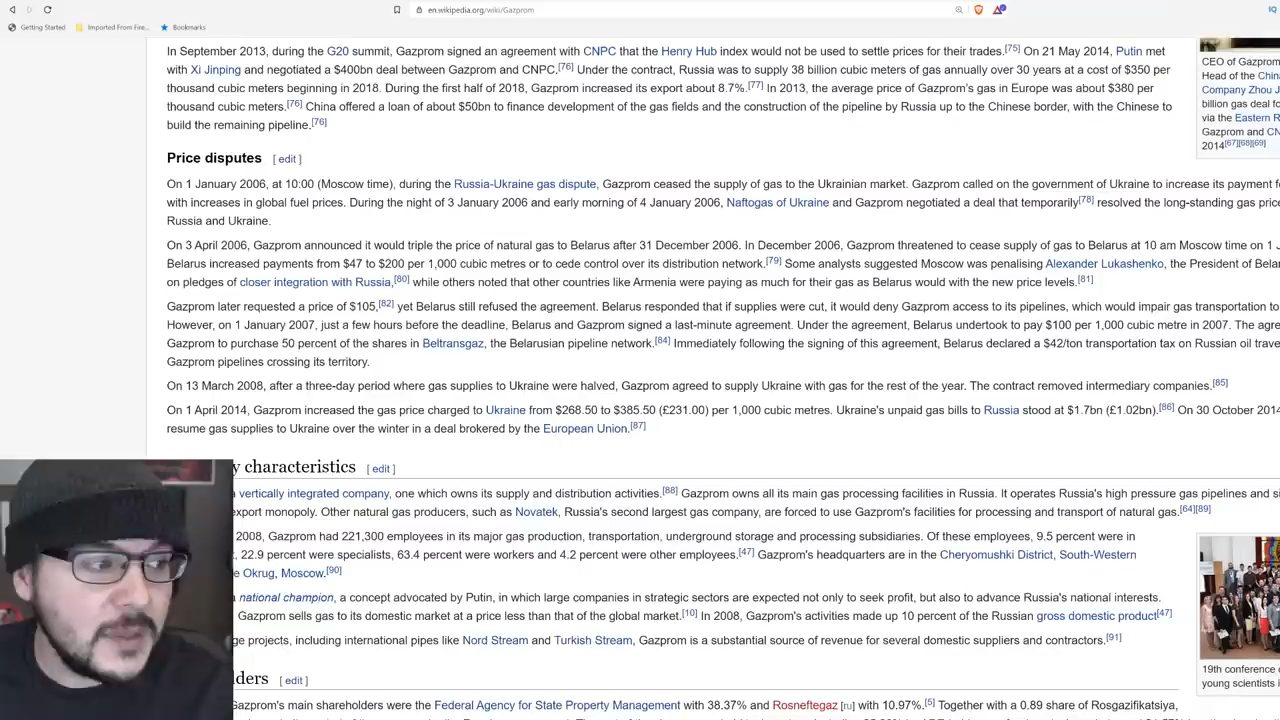 en.wikipedia.org/wiki/Gazprom
Getting Started
Imported From Fire...
Bookmarks
In September 2013, during the G20 summit, Gazprom signed an agreement with CNPC that the Henry Hub index would not be used to settle prices for their trades.[75] On 21 May 2014, Putin met
with Xi Jinping and negotiated a $400bn deal between Gazprom and CNPC.[76] Under the contract, Russia was to supply 38 billion cubic meters of gas annually over 30 years at a cost of $350 per
thousand cubic meters beginning in 2018. During the first half of 2018, Gazprom increased its export about 8.7%.[77] In 2013, the average price of Gazprom's gas in Europe was about $380 per
thousand cubic meters.[76] China offered a loan of about $50bn to finance development of the gas fields and the construction of the pipeline by Russia up to the Chinese border, with the Chinese to
build the remaining pipeline.[76]
CEO of Gazprom
Head of the Chin
Company Zhou J
billion gas deal fo
via the Eastern R
Gazprom and CN
2014[67][68][69]
Price disputes [ edit ]
On 1 January 2006, at 10:00 (Moscow time), during the Russia-Ukraine gas dispute, Gazprom ceased the supply of gas to the Ukrainian market. Gazprom called on the government of Ukraine to increase its payment f
with increases in global fuel prices. During the night of 3 January 2006 and early morning of 4 January 2006, Naftogas of Ukraine and Gazprom negotiated a deal that temporarily[78] resolved the long-standing gas pric
Russia and Ukraine.
On 3 April 2006, Gazprom announced it would triple the price of natural gas to Belarus after 31 December 2006. In December 2006, Gazprom threatened to cease supply of gas to Belarus at 10 am Moscow time on 1 J
Belarus increased payments from $47 to $200 per 1,000 cubic metres or to cede control over its distribution network.[79] Some analysts suggested Moscow was penalising Alexander Lukashenko, the President of Belar
on pledges of closer integration with Russia,[80] while others noted that other countries like Armenia were paying as much for their gas as Belarus would with the new price levels.[81]
Gazprom later requested a price of $105,[82] yet Belarus still refused the agreement. Belarus responded that if supplies were cut, it would deny Gazprom access to its pipelines, which would impair gas transportation to
However, on 1 January 2007, just a few hours before the deadline, Belarus and Gazprom signed a last-minute agreement. Under the agreement, Belarus undertook to pay $100 per 1,000 cubic metre in 2007. The agre
Gazprom to purchase 50 percent of the shares in Beltransgaz, the Belarusian pipeline network.[84] Immediately following the signing of this agreement, Belarus declared a $42/ton transportation tax on Russian oil trave
Gazprom pipelines crossing its territory.
On 13 March 2008, after a three-day period where gas supplies to Ukraine were halved, Gazprom agreed to supply Ukraine with gas for the rest of the year. The contract removed intermediary companies.[85]
On 1 April 2014, Gazprom increased the gas price charged to Ukraine from $268.50 to $385.50 (£231.00) per 1,000 cubic metres. Ukraine's unpaid gas bills to Russia stood at $1.7bn (£1.02bn).[86] On 30 October 2014
resume gas supplies to Ukraine over the winter in a deal brokered by the European Union.[87]
y characteristics [ edit ]
a vertically integrated company, one which owns its supply and distribution activities.[88] Gazprom owns all its main gas processing facilities in Russia. It operates Russia's high pressure gas pipelines and si
export monopoly. Other natural gas producers, such as Novatek, Russia's second largest gas company, are forced to use Gazprom's facilities for processing and transport of natural gas.[64][89]
2008, Gazprom had 221,300 employees in its major gas production, transportation, underground storage and processing subsidiaries. Of these employees, 9.5 percent were in
, 22.9 percent were specialists, 63.4 percent were workers and 4.2 percent were other employees.[47] Gazprom's headquarters are in the Cheryomushki District, South-Western
e Okrug, Moscow.[90]
a national champion, a concept advocated by Putin, in which large companies in strategic sectors are expected not only to seek profit, but also to advance Russia's national interests.
Gazprom sells gas to its domestic market at a price less than that of the global market.[10] In 2008, Gazprom's activities made up 10 percent of the Russian gross domestic product[47]
ge projects, including international pipes like Nord Stream and Turkish Stream, Gazprom is a substantial source of revenue for several domestic suppliers and contractors.[91]
19th conference o
young scientists i
ders [ edit ]
Gazprom's main shareholders were the Federal Agency for State Property Management with 38.37% and Rosneftegaz [ru] with 10.97%.[5] Together with a 0.89 share of Rosgazifikatsiya,